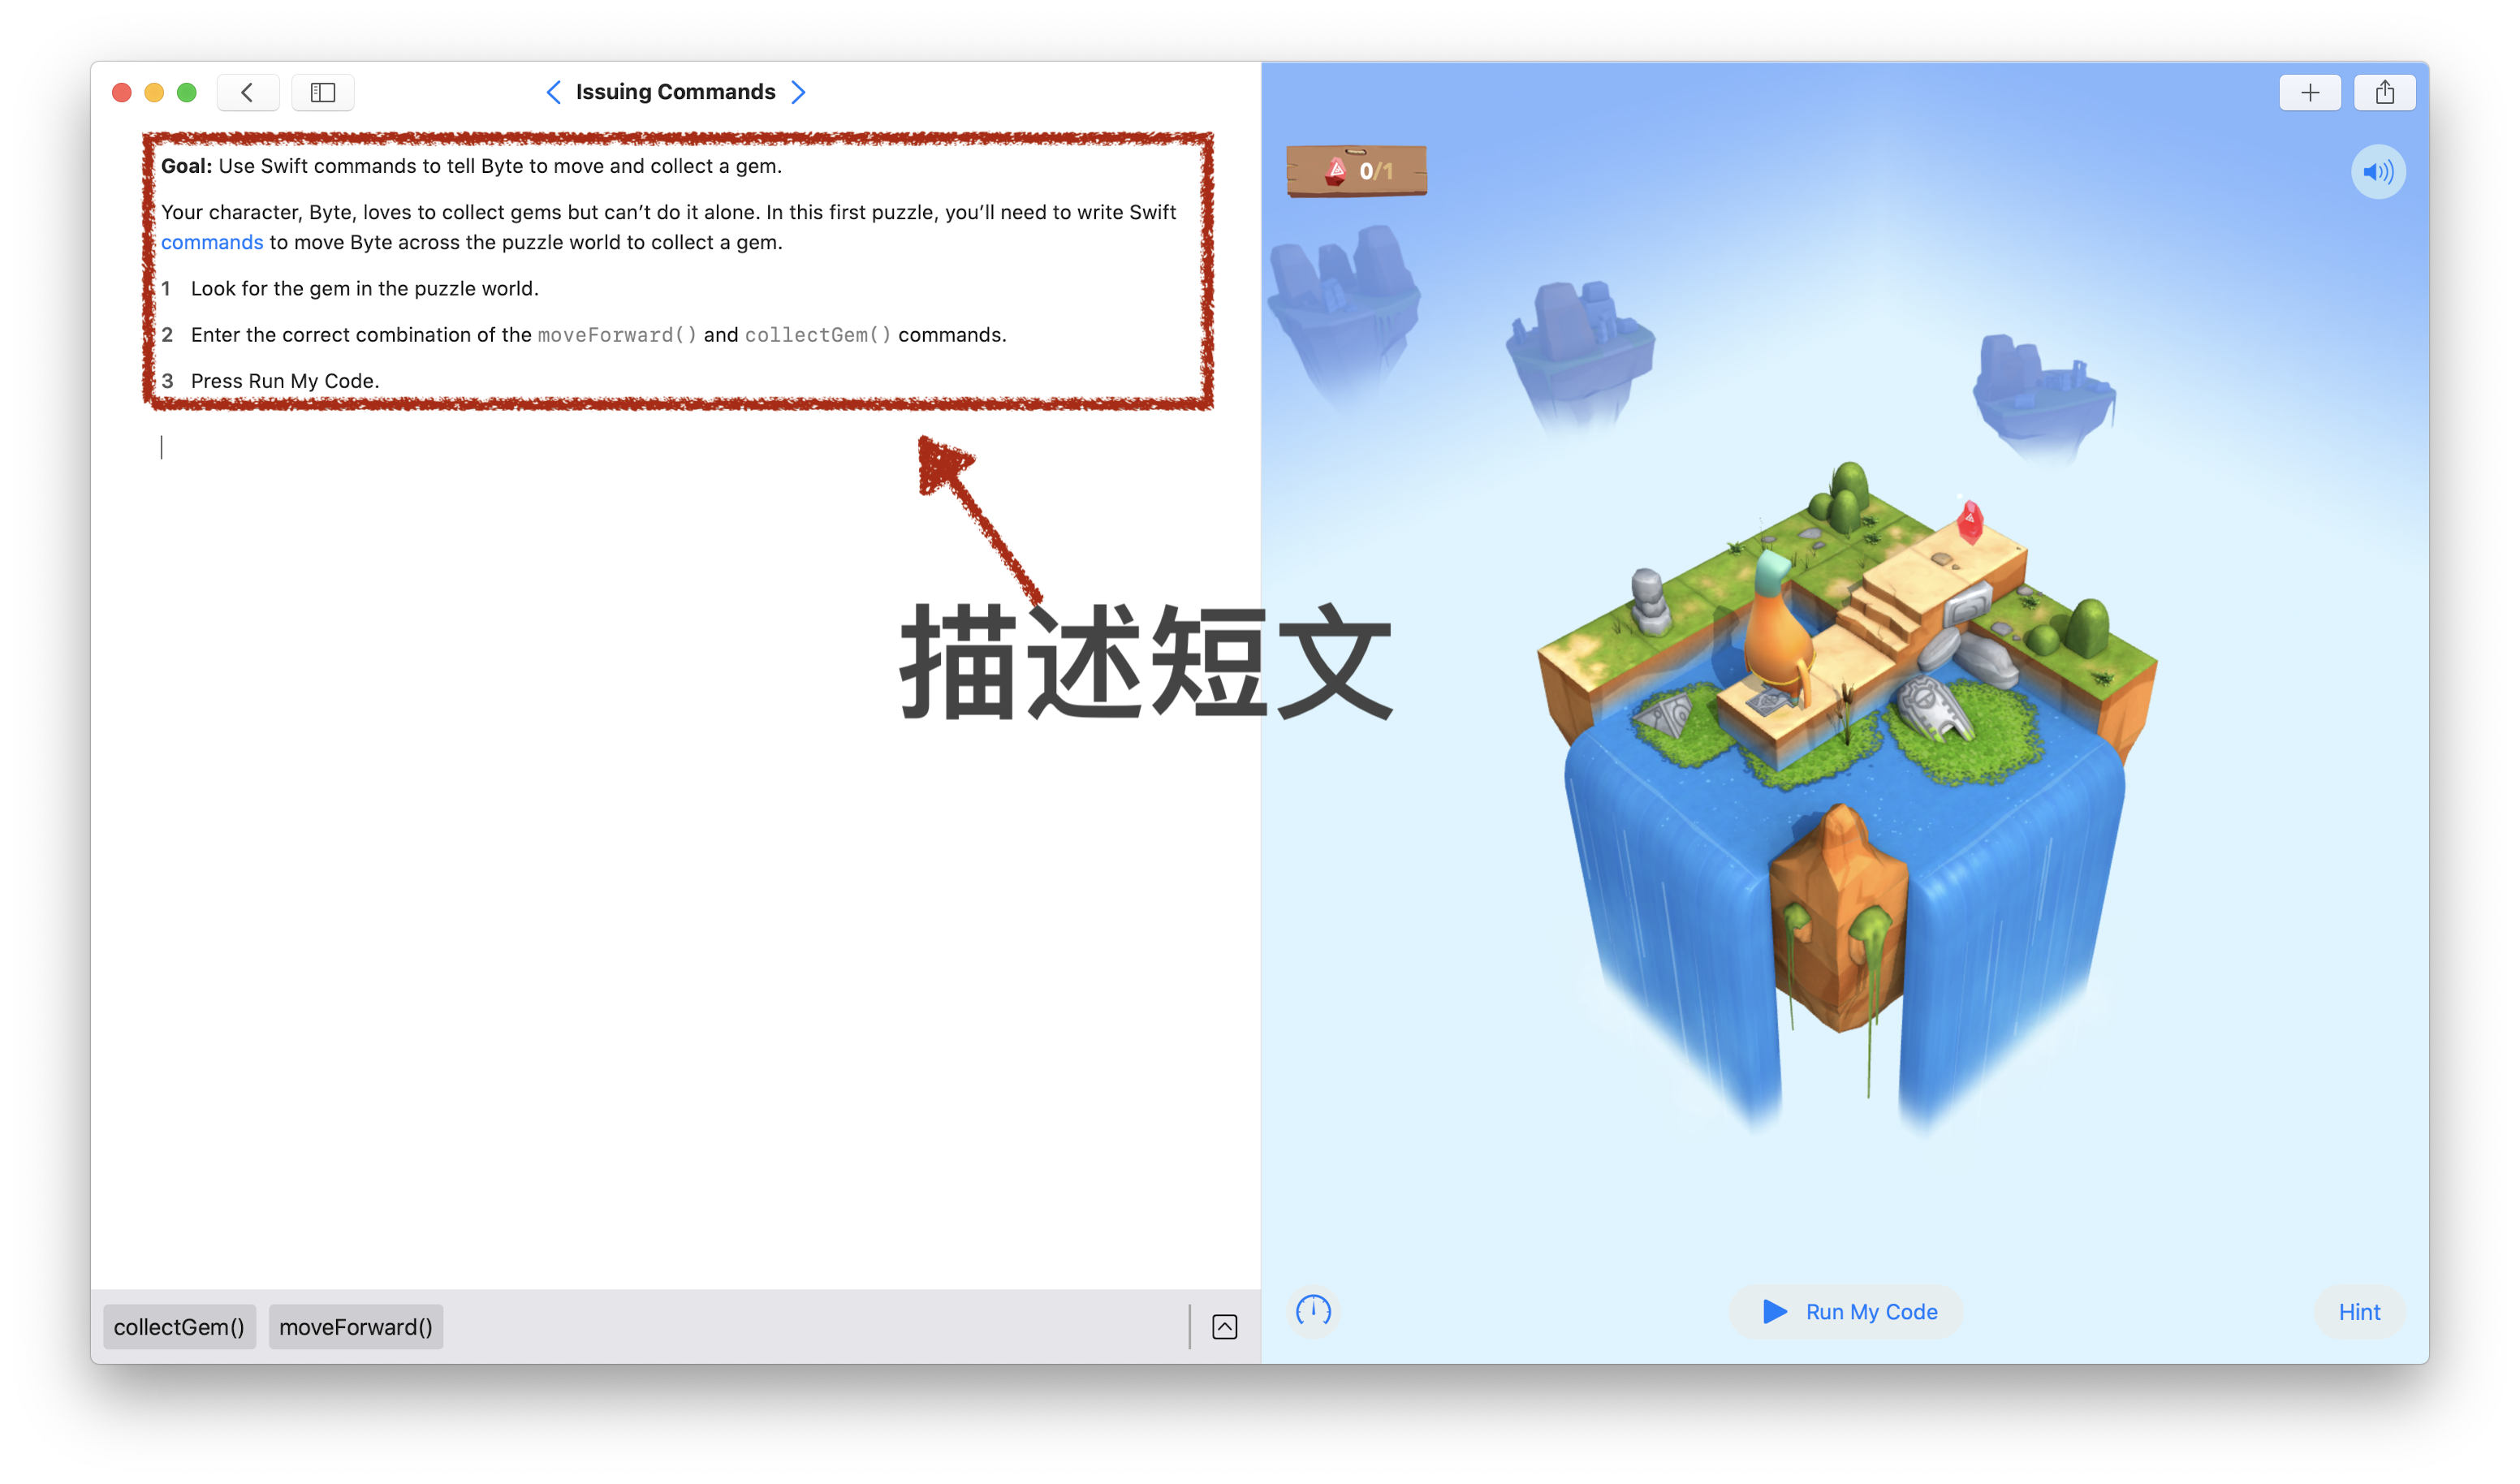 Issuing Commands
Goal: Use Swift commands to tell Byte to move and collect a gem.
Your character, Byte, loves to collect gems but can’t do it alone. In this first puzzle, you’ll need to write Swift
commands to move Byte across the puzzle world to collect a gem.
1 Look for the gem in the puzzle world.
2 Enter the correct combination of the moveForward() and collectGem() commands.
3 Press Run My Code.
描述短文
collectGem() moveForward()
0/1
Run My Code
Hint